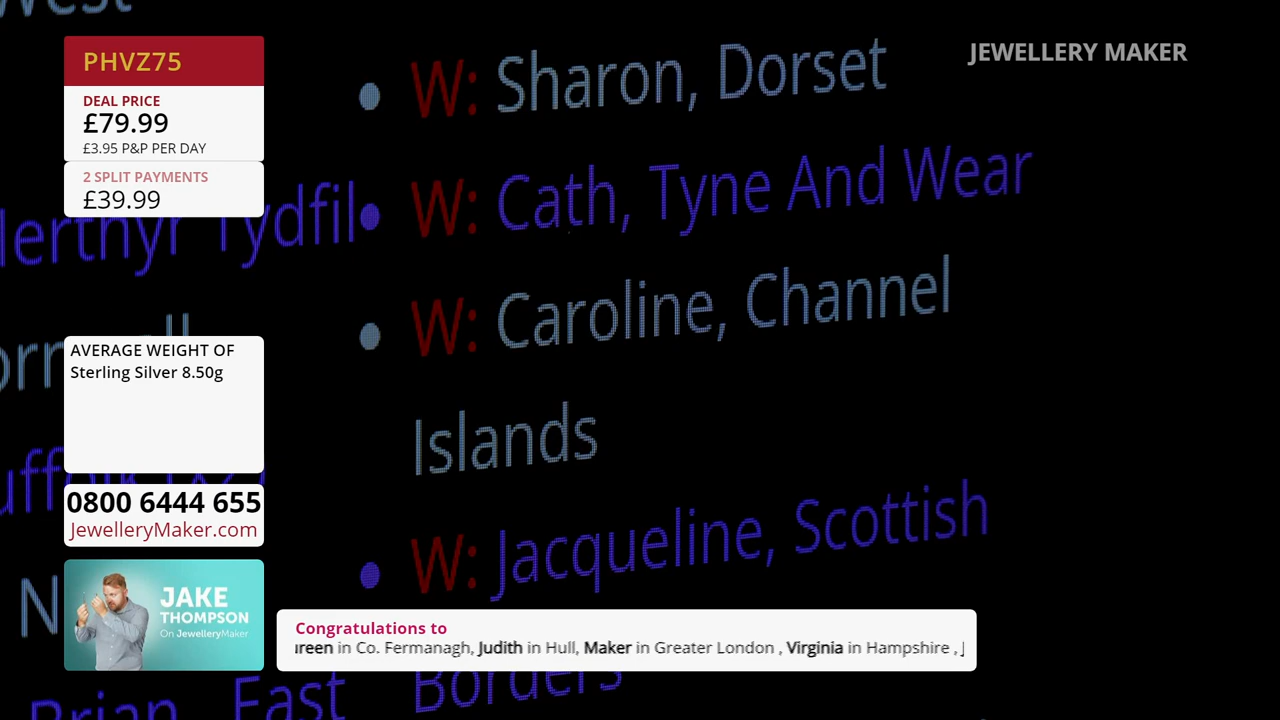 West
PHVZ75
DEAL PRICE
£79.99
£3.95 P&P PER DAY
2 SPLIT PAYMENTS
£39.99
Tydfil
AVERAGE WEIGHT OF
Sterling Silver 8.50g
0800 6444 655
JewelleryMaker.com
JAKE
THOMPSON
On JewelleryMaker
N
Brian, East
JEWELLERY MAKER
• W: Sharon, Dorset
• W: Cath, Tyne And Wear
• W: Caroline, Channel
Islands
• W: Jacqueline, Scottish
Borders
Congratulations to
in Co. Fermanagh, Judith in Hull, Maker in Greater London , Virginia in Hampshire , J